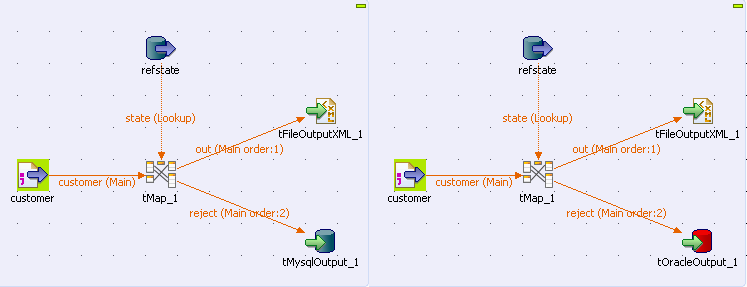 refstate
state (Lookup)
tFileOutputXML_1
out (Main order:1)
customer (Main)
customer
tMap_1
reject (Main order:2)
tMysqlOutput_1
refstate
state (Lookup)
tFileOutputXML_1
out (Main order:1)
customer (Main)
customer
tMap_1
reject (Main order:2)
tOracleOutput_1